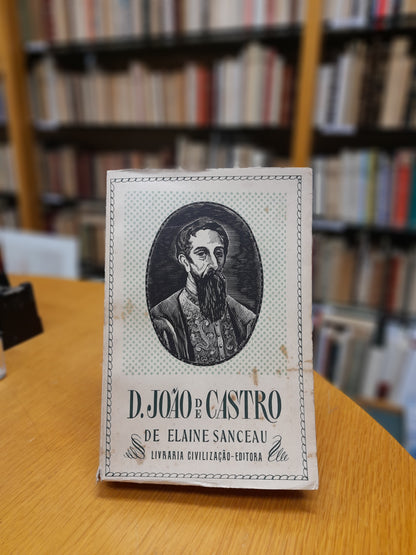 D. JOÃO DE CASTRO
DE ELAINE SANCEAU
LIVRARIA CIVILIZAÇÃO-EDITORA